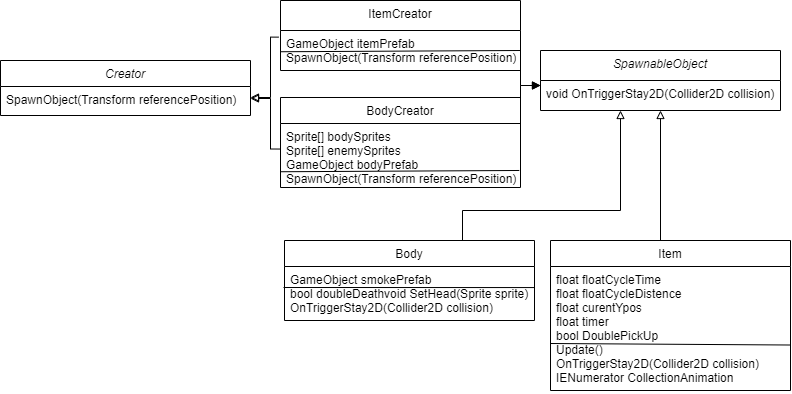 Creator
SpawnObject(Transform referencePosition)
ItemCreator
GameObject itemPrefab
SpawnObject(Transform referencePosition)
BodyCreator
Sprite[] bodySprites
Sprite[] enemySprites
GameObject bodyPrefab
SpawnObject(Transform referencePosition)
SpawnableObject
void OnTriggerStay2D(Collider2D collision)
Body
GameObject smokePrefab
bool doubleDeathvoid SetHead(Sprite sprite)
OnTriggerStay2D(Collider2D collision)
Item
float floatCycleTime
float floatCycleDistence
float curentYpos
float timer
bool DoublePickUp
Update()
OnTriggerStay2D(Collider2D collision)
IENumerator CollectionAnimation